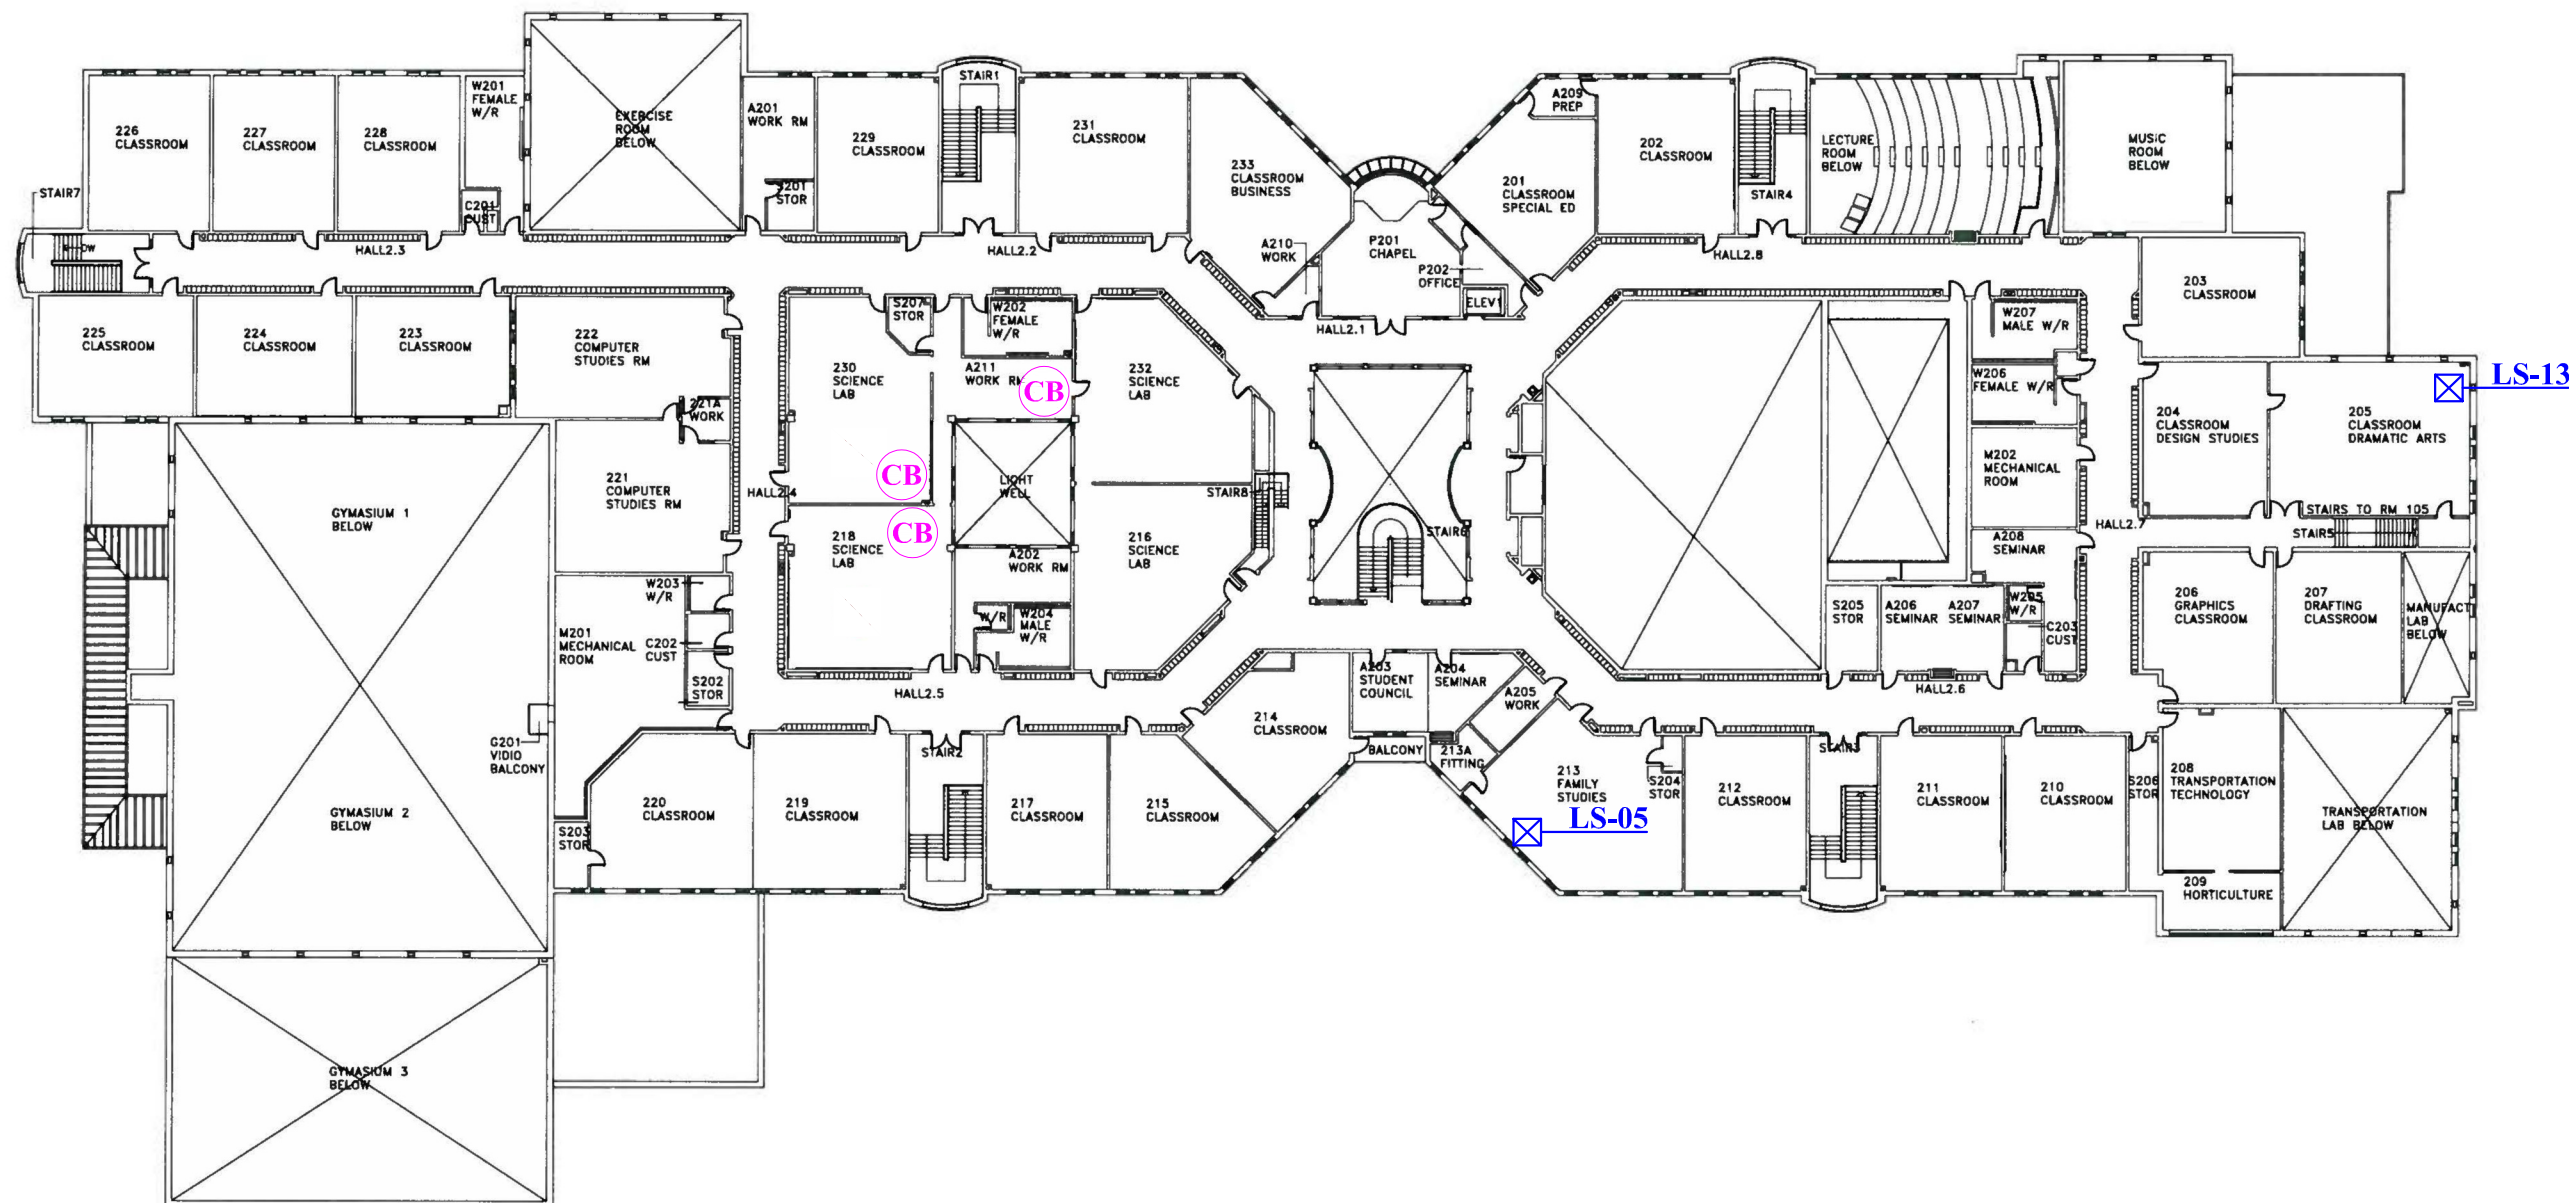 STAIR1
W201
FEMALE
W/R
A201
WORK RM
EXERCISE
ROOM
BELOW
226
CLASSROOM
227
CLASSROOM
228
CLASSROOM
229
CLASSROOM
231
CLASSROOM
233
CLASSROOM
BUSINESS
A209
PREP
201
CLASSROOM
SPECIAL ED
202
CLASSROOM
STAIR4
LECTURE
ROOM
BELOW
MUSIC
ROOM
BELOW
STAIR7
C201
CUST
S201
STOR
DW
HALL2.3
HALL2.2
A210
WORK
P201
CHAPEL
P202
OFFICE
ELEV1
HALL2.8
203
CLASSROOM
HALL2.1
225
CLASSROOM
224
CLASSROOM
223
CLASSROOM
222
COMPUTER
STUDIES RM
221A
WORK
S207
STOR
W202
FEMALE
W/R
230
SCIENCE
LAB
A211
WORK RM
CB
232
SCIENCE
LAB
W207
MALE W/R
W206
FEMALE W/R
204
CLASSROOM
DESIGN STUDIES
205
CLASSROOM
DRAMATIC ARTS
LS-13
M202
MECHANICAL
ROOM
221
COMPUTER
STUDIES RM
HALL2.4
CB
LIGHT
WELL
STAIR8
GYMASIUM 1
BELOW
CB
218
SCIENCE
LAB
A202
WORK RM
216
SCIENCE
LAB
STAIR6
A208
SEMINAR
HALL2.7
STAIRS TO RM 105
STAIR5
W203
W/R
C202
CUST
M201
MECHANICAL
ROOM
S202
STOR
W/R
W204
MALE
W/R
S205
STOR
A206
SEMINAR
A207
SEMINAR
W205
W/R
C203
CUST
206
GRAPHICS
CLASSROOM
207
DRAFTING
CLASSROOM
MANUFACT
LAB
BELOW
HALL2.5
A203
STUDENT
COUNCIL
A204
SEMINAR
A205
WORK
HALL2.6
G201
VIDIO
BALCONY
214
CLASSROOM
STAIR2
BALCONY
213A
FITTING
213
FAMILY
STUDIES
S204
STOR
STAIR3
LS-05
GYMASIUM 2
BELOW
S203
STOR
220
CLASSROOM
219
CLASSROOM
217
CLASSROOM
215
CLASSROOM
212
CLASSROOM
211
CLASSROOM
210
CLASSROOM
S206
STOR
208
TRANSPORTATION
TECHNOLOGY
TRANSPORTATION
LAB BELOW
209
HORTICULTURE
GYMASIUM 3
BELOW